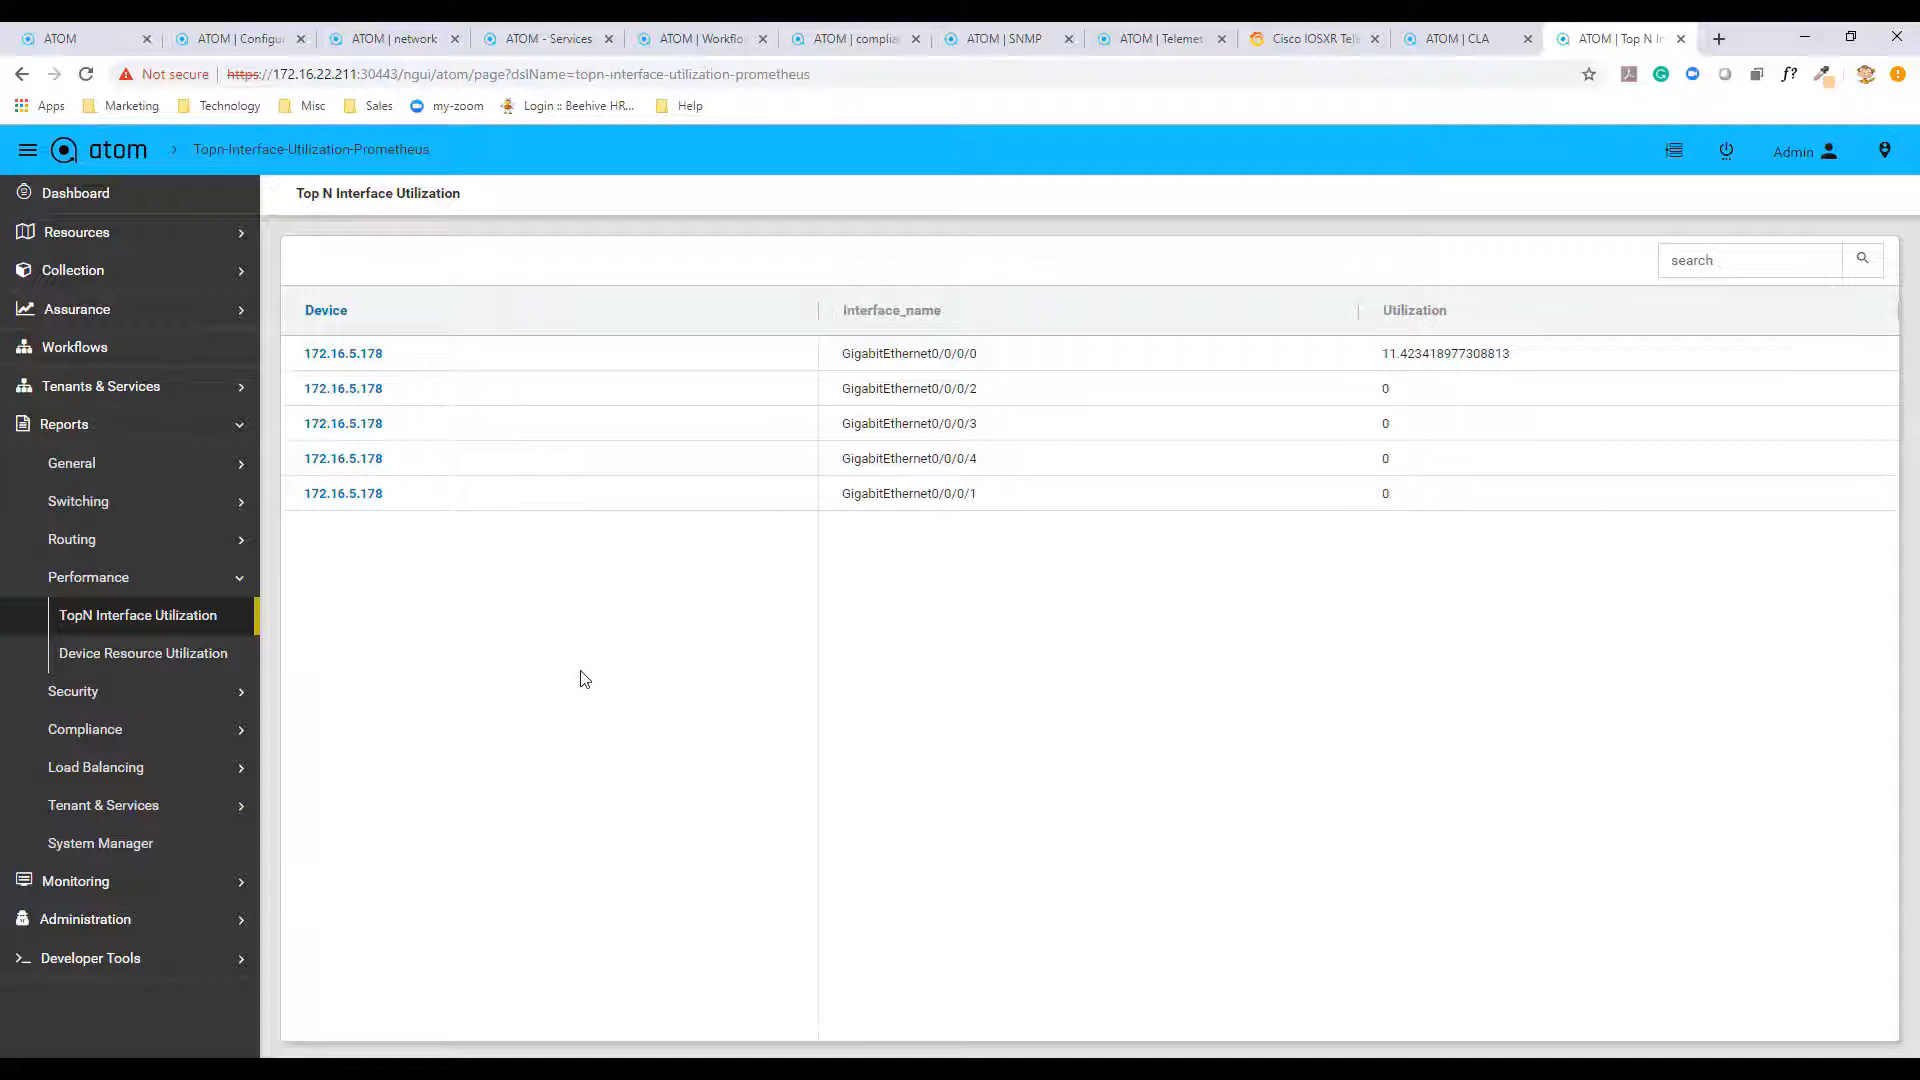 ATOM
ATOM | Configu
ATOM | network
ATOM - Services
ATOM | Workflo
ATOM | complia
ATOM | SNMP
ATOM | Telemet
Cisco IOSXR Tele
ATOM | CLA
ATOM | Top N In
Not secure
https://172.16.22.211:30443/ngui/atom/page?dslName=topn-interface-utilization-prometheus
f?
Apps
Marketing
Technology
Misc
Sales
my-zoom
Login :: Beehive HR...
Help
atom
Topn-Interface-Utilization-Prometheus
Admin
Dashboard
Resources
Collection
Assurance
Workflows
Tenants & Services
Reports
General
Switching
Routing
Performance
TopN Interface Utilization
Device Resource Utilization
Security
Compliance
Load Balancing
Tenant & Services
System Manager
Monitoring
Administration
Developer Tools
Top N Interface Utilization
search
Device Interface_name Utilization
172.16.5.178 GigabitEthernet0/0/0/0 11.423418977308813
172.16.5.178 GigabitEthernet0/0/0/2 0
172.16.5.178 GigabitEthernet0/0/0/3 0
172.16.5.178 GigabitEthernet0/0/0/4 0
172.16.5.178 GigabitEthernet0/0/0/1 0